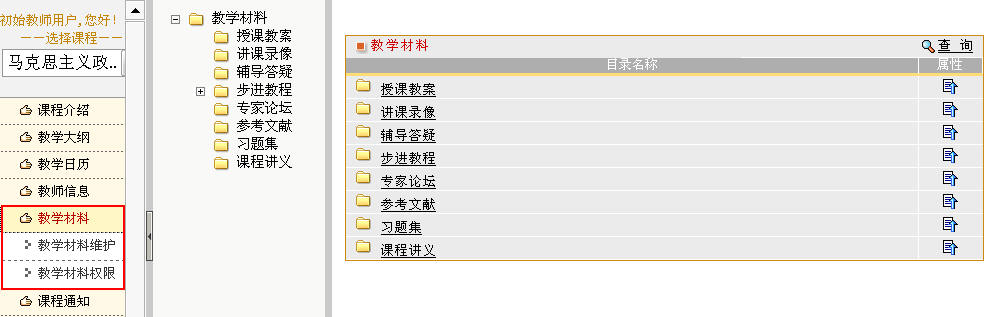 初始教师用户,您好!
——选择课程——
马克思主义政..
课程介绍
教学大纲
教学日历
教师信息
教学材料
教学材料维护
教学材料权限
课程通知
教学材料
授课教案
讲课录像
辅导答疑
步进教程
专家论坛
参考文献
习题集
课程讲义
教学材料
查 询
目录名称 属性
授课教案
讲课录像
辅导答疑
步进教程
专家论坛
参考文献
习题集
课程讲义